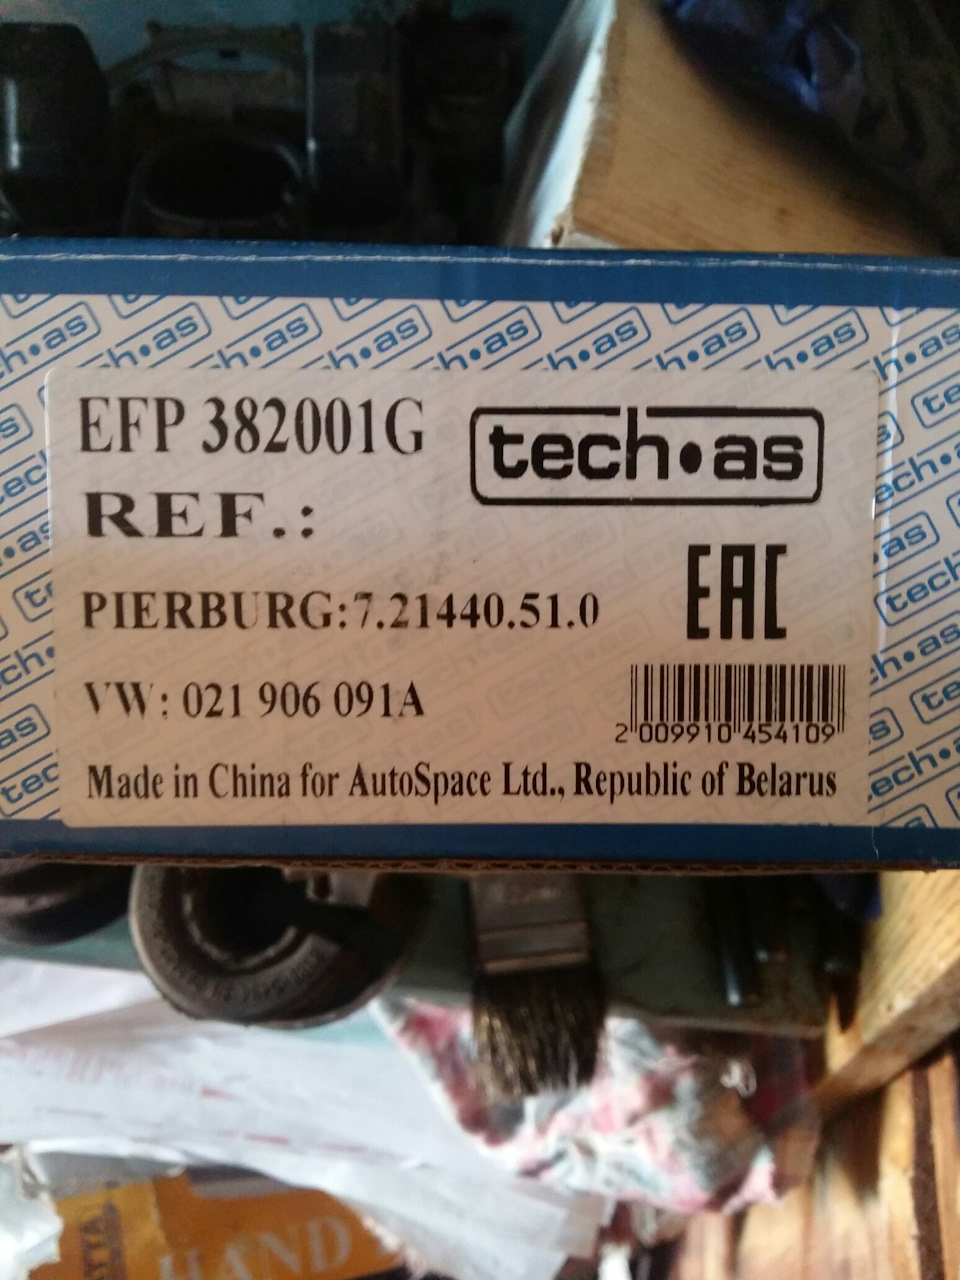 EFP 382001G
tech•as
REF.:
EAC
PIERBURG:7.21440.51.0
VW: 021 906 091A
2 009910 454109
Made in China for AutoSpace Ltd., Republic of Belarus
HAND